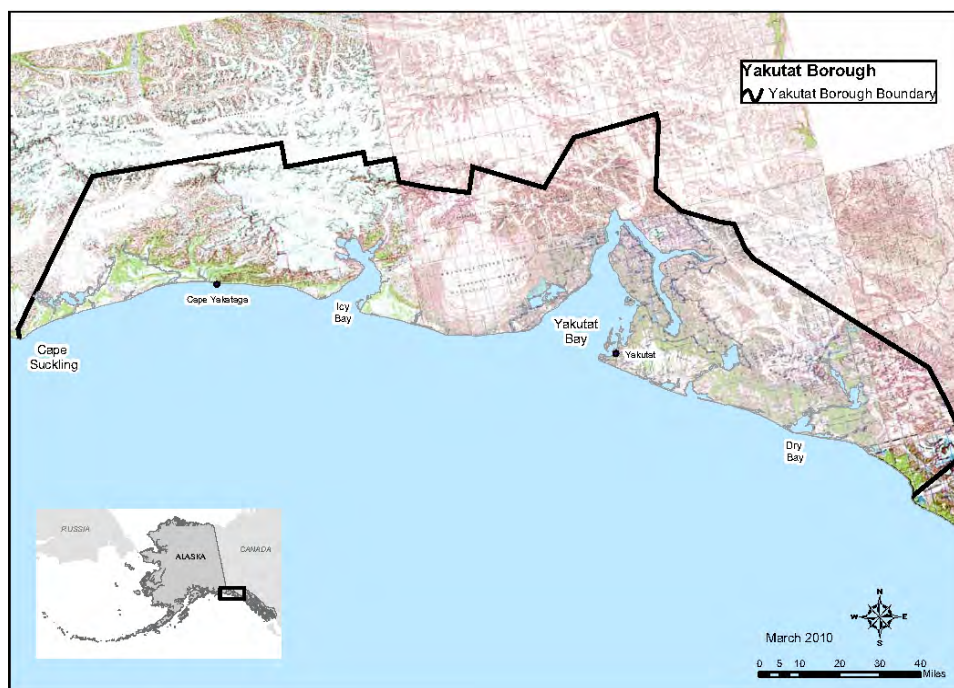 Yakutat Borough
Yakutat Borough Boundary
Cape Yakataga
Icy
Bay
Yakutat
Bay
Yakutat
Cape
Suckling
Dry
Bay
RUSSIA
ALASKA
CANADA
N
W
E
S
March 2010
0 5 10 20 30 40
Miles